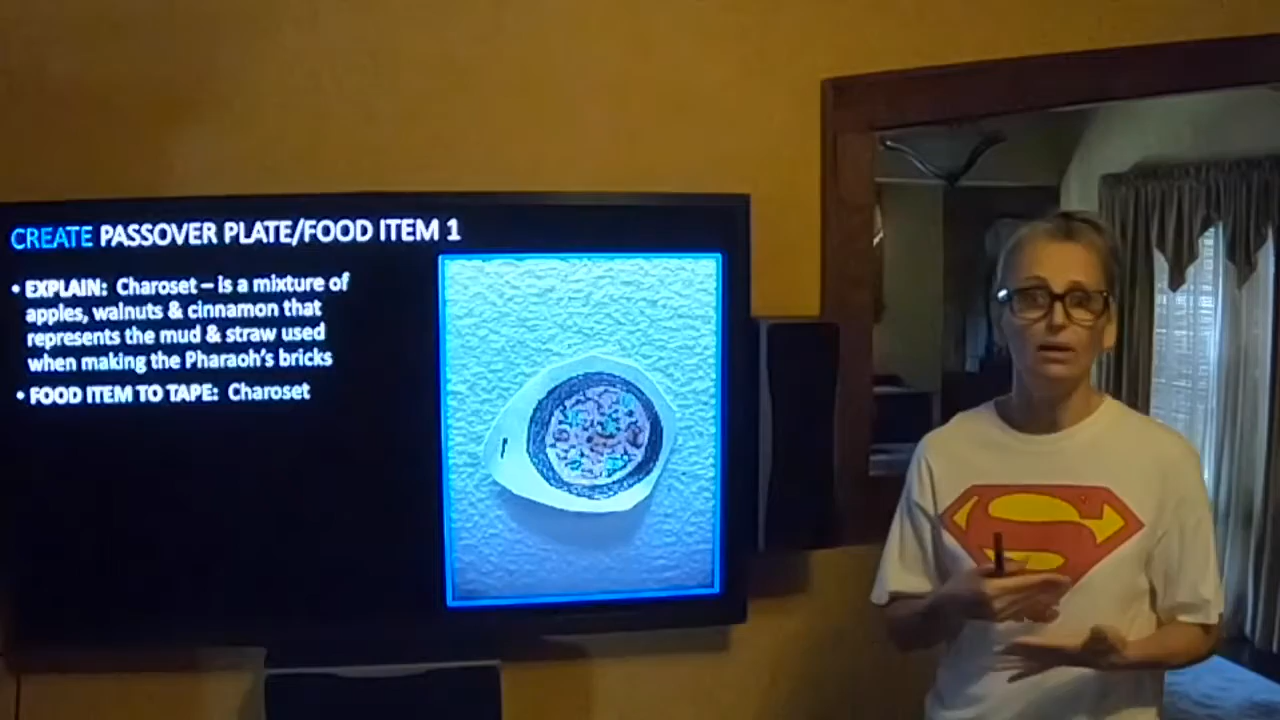 CREATE PASSOVER PLATE/FOOD ITEM 1
• EXPLAIN: Charoset – is a mixture of
apples, walnuts & cinnamon that
represents the mud & straw used
when making the Pharaoh's bricks
• FOOD ITEM TO TAPE: Charoset
S